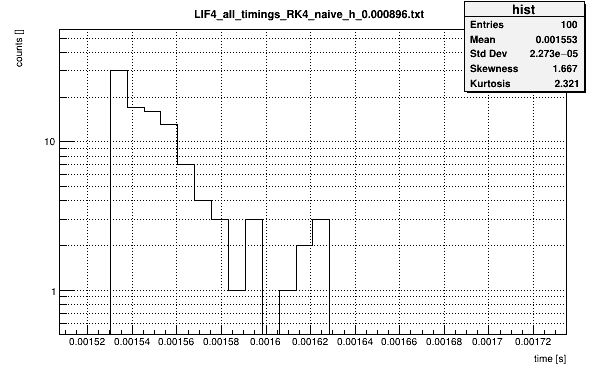 LIF4_all_timings_RK4_naive_h_0.000896.txt
hist
Entries 100
Mean 0.001553
Std Dev 2.273e−05
Skewness 1.667
Kurtosis 2.321
counts []
10
1
0.00152 0.00154 0.00156 0.00158 0.0016 0.00162 0.00164 0.00166 0.00168 0.0017 0.00172
time [s]